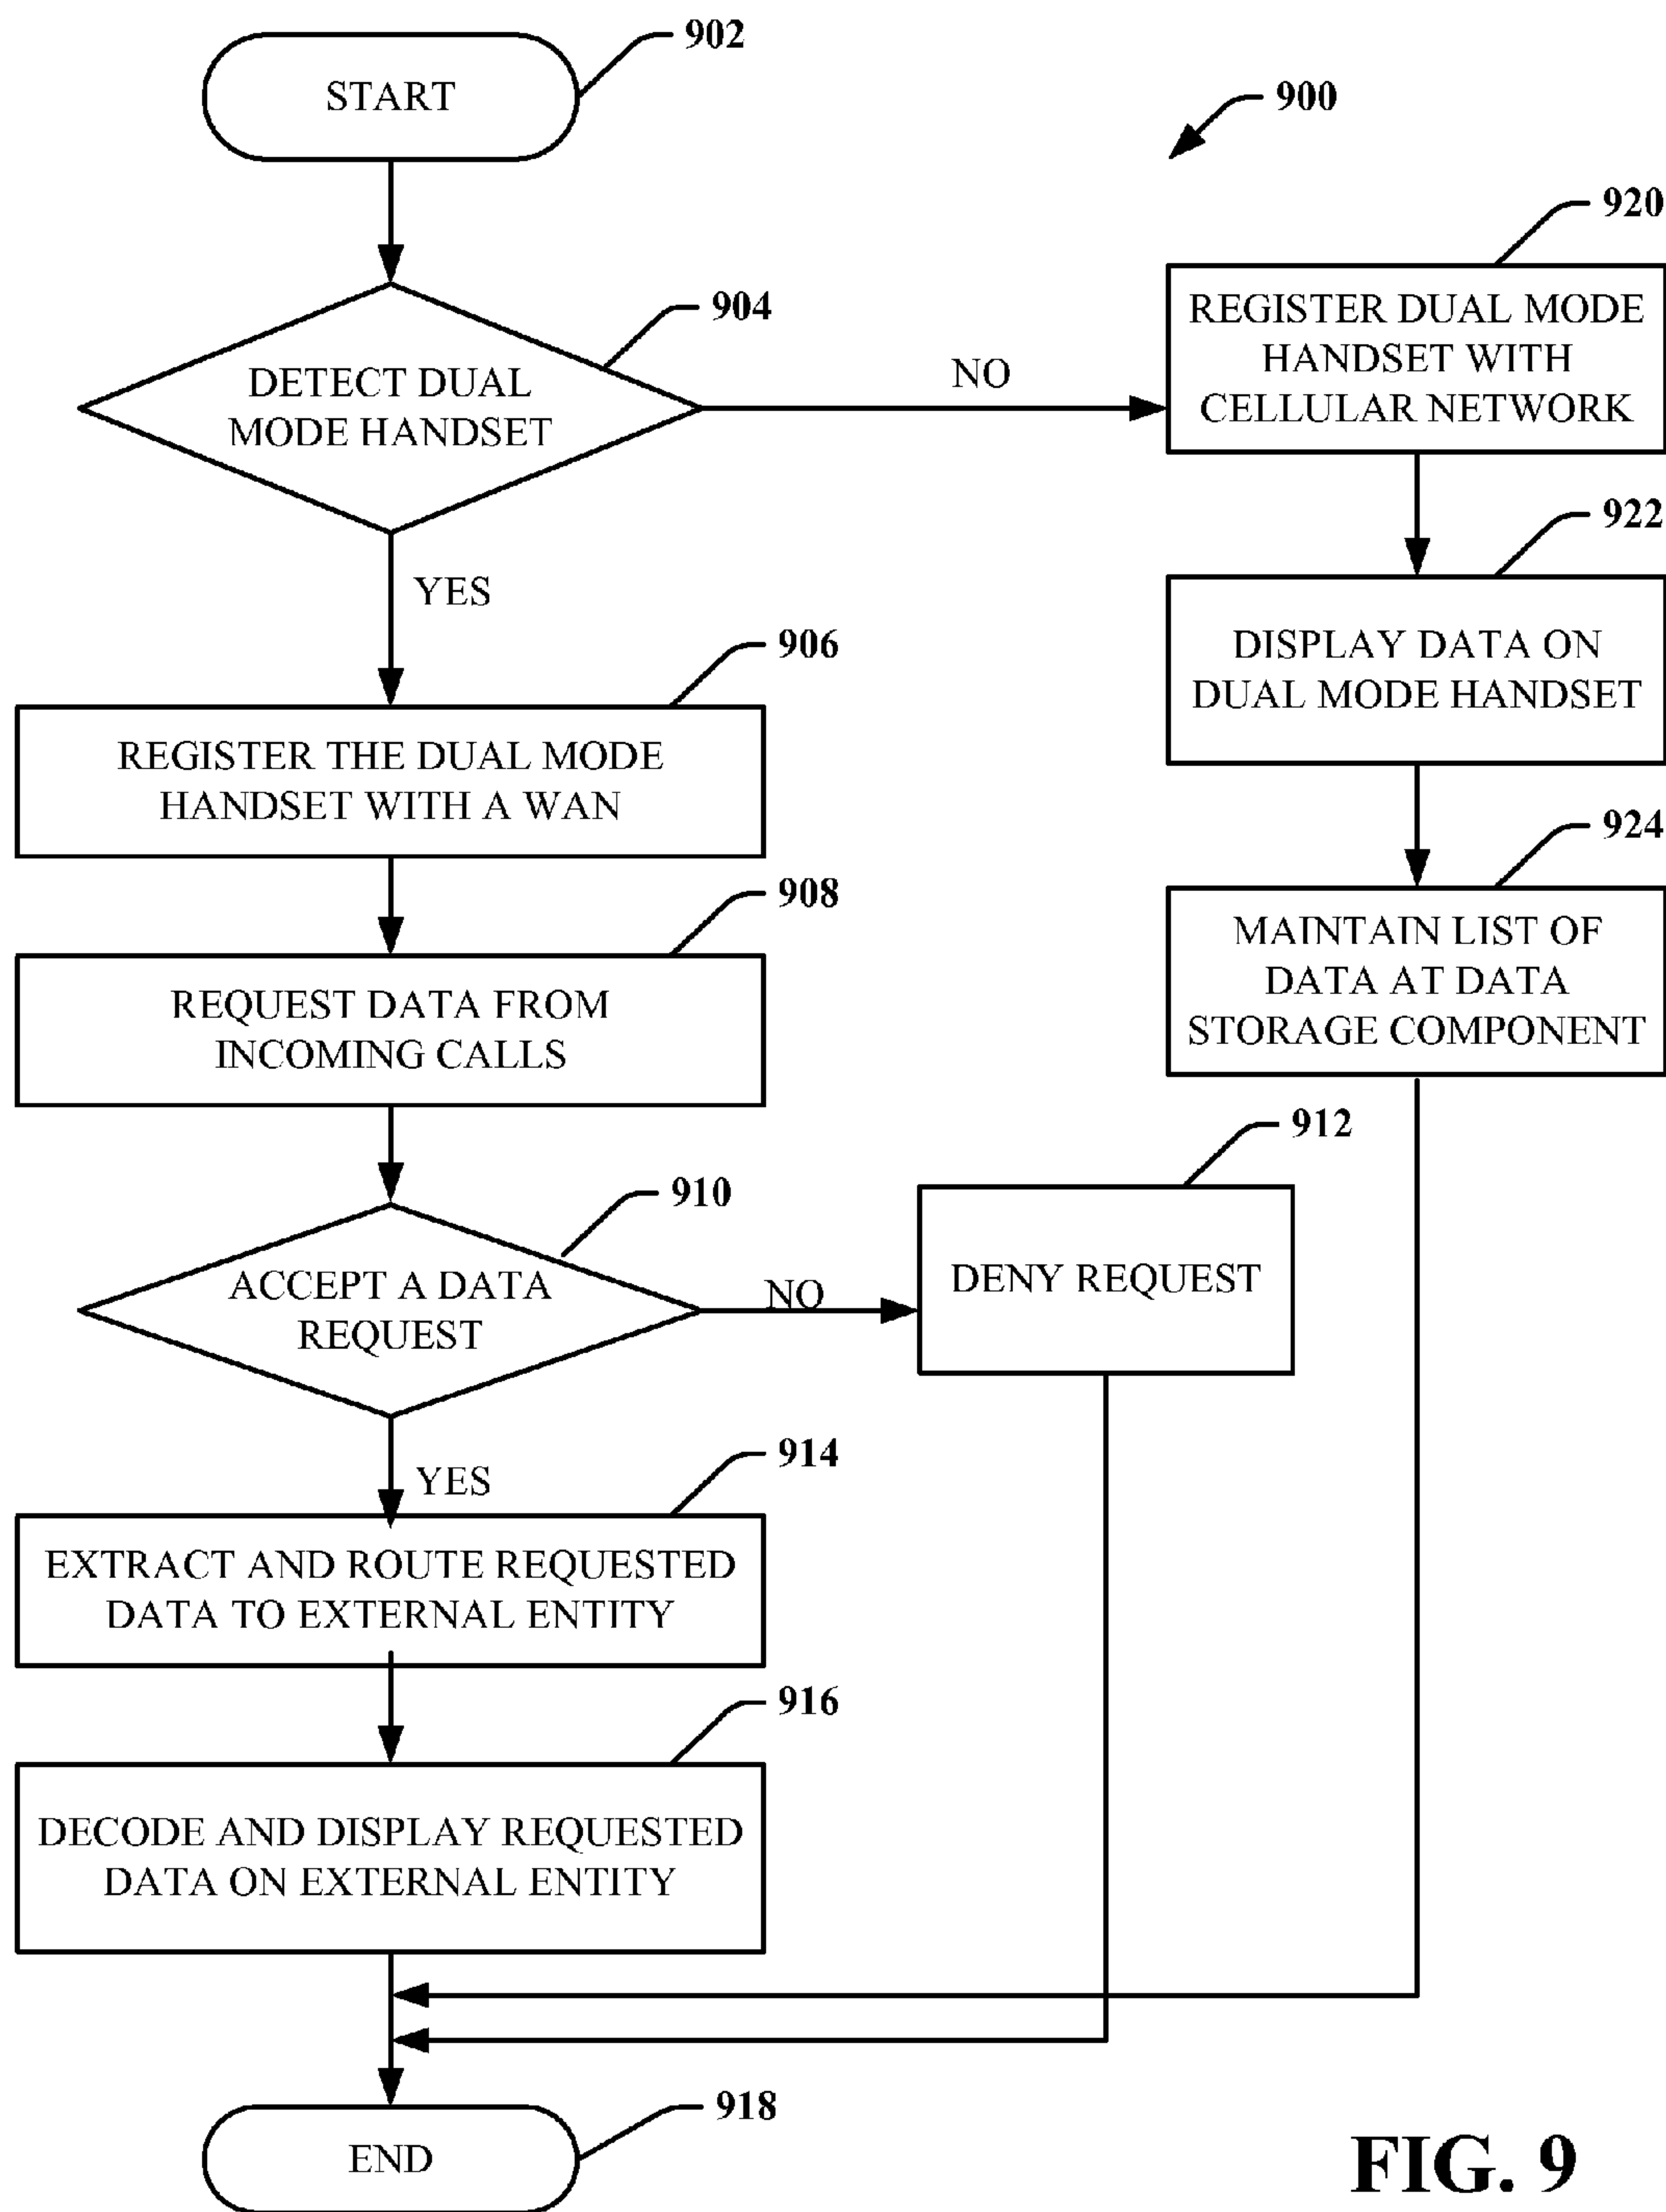 902
START
900
920
904
REGISTER DUAL MODE
HANDSET WITH
CELLULAR NETWORK
DETECT DUAL
MODE HANDSET
NO
922
YES
DISPLAY DATA ON
DUAL MODE HANDSET
906
REGISTER THE DUAL MODE
HANDSET WITH A WAN
924
MAINTAIN LIST OF
DATA AT DATA
STORAGE COMPONENT
908
REQUEST DATA FROM
INCOMING CALLS
912
910
ACCEPT A DATA
REQUEST
NO
DENY REQUEST
914
YES
EXTRACT AND ROUTE REQUESTED
DATA TO EXTERNAL ENTITY
916
DECODE AND DISPLAY REQUESTED
DATA ON EXTERNAL ENTITY
918
END
FIG. 9